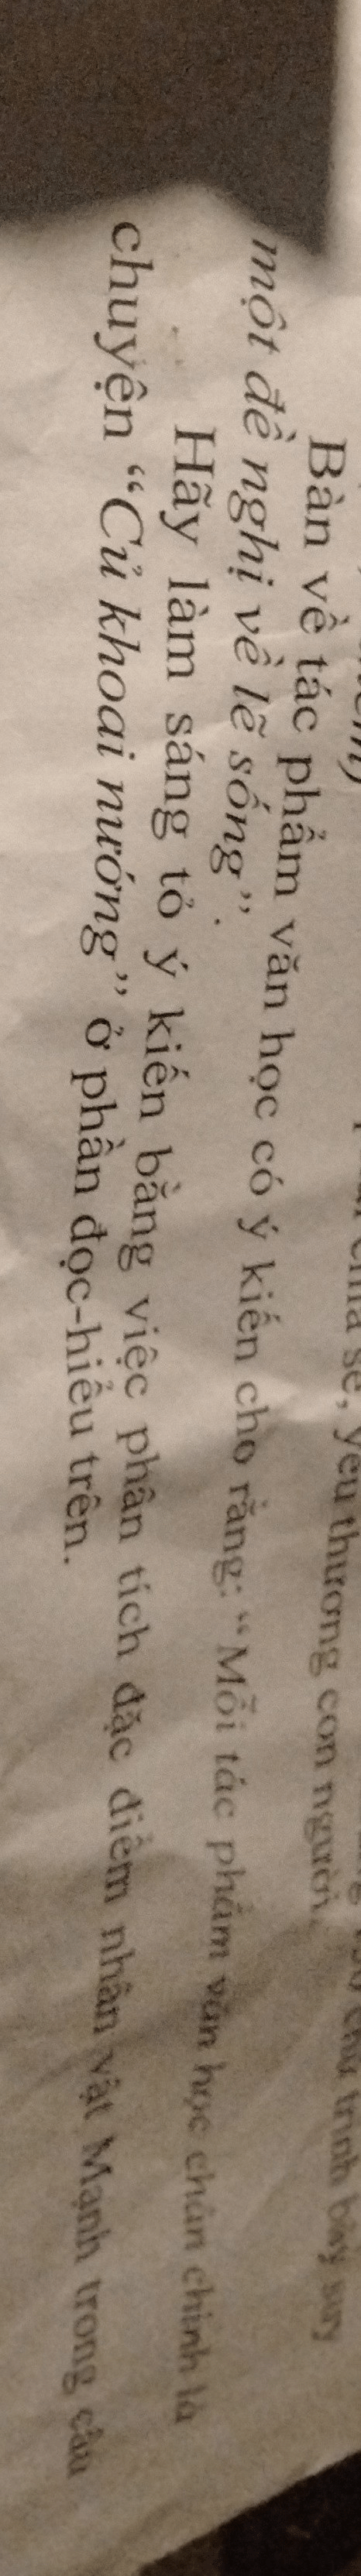 yêu thương con người.
Bàn về tác phẩm văn học có ý kiến cho rằng: “Mỗi tác phẩm văn học chân chính là
một đề nghị về lẽ sống”.
Hãy làm sáng tỏ ý kiến bằng việc phân tích đặc điểm nhân vật Mạnh trong câu
chuyện “Củ khoai nướng” ở phần đọc-hiểu trên.